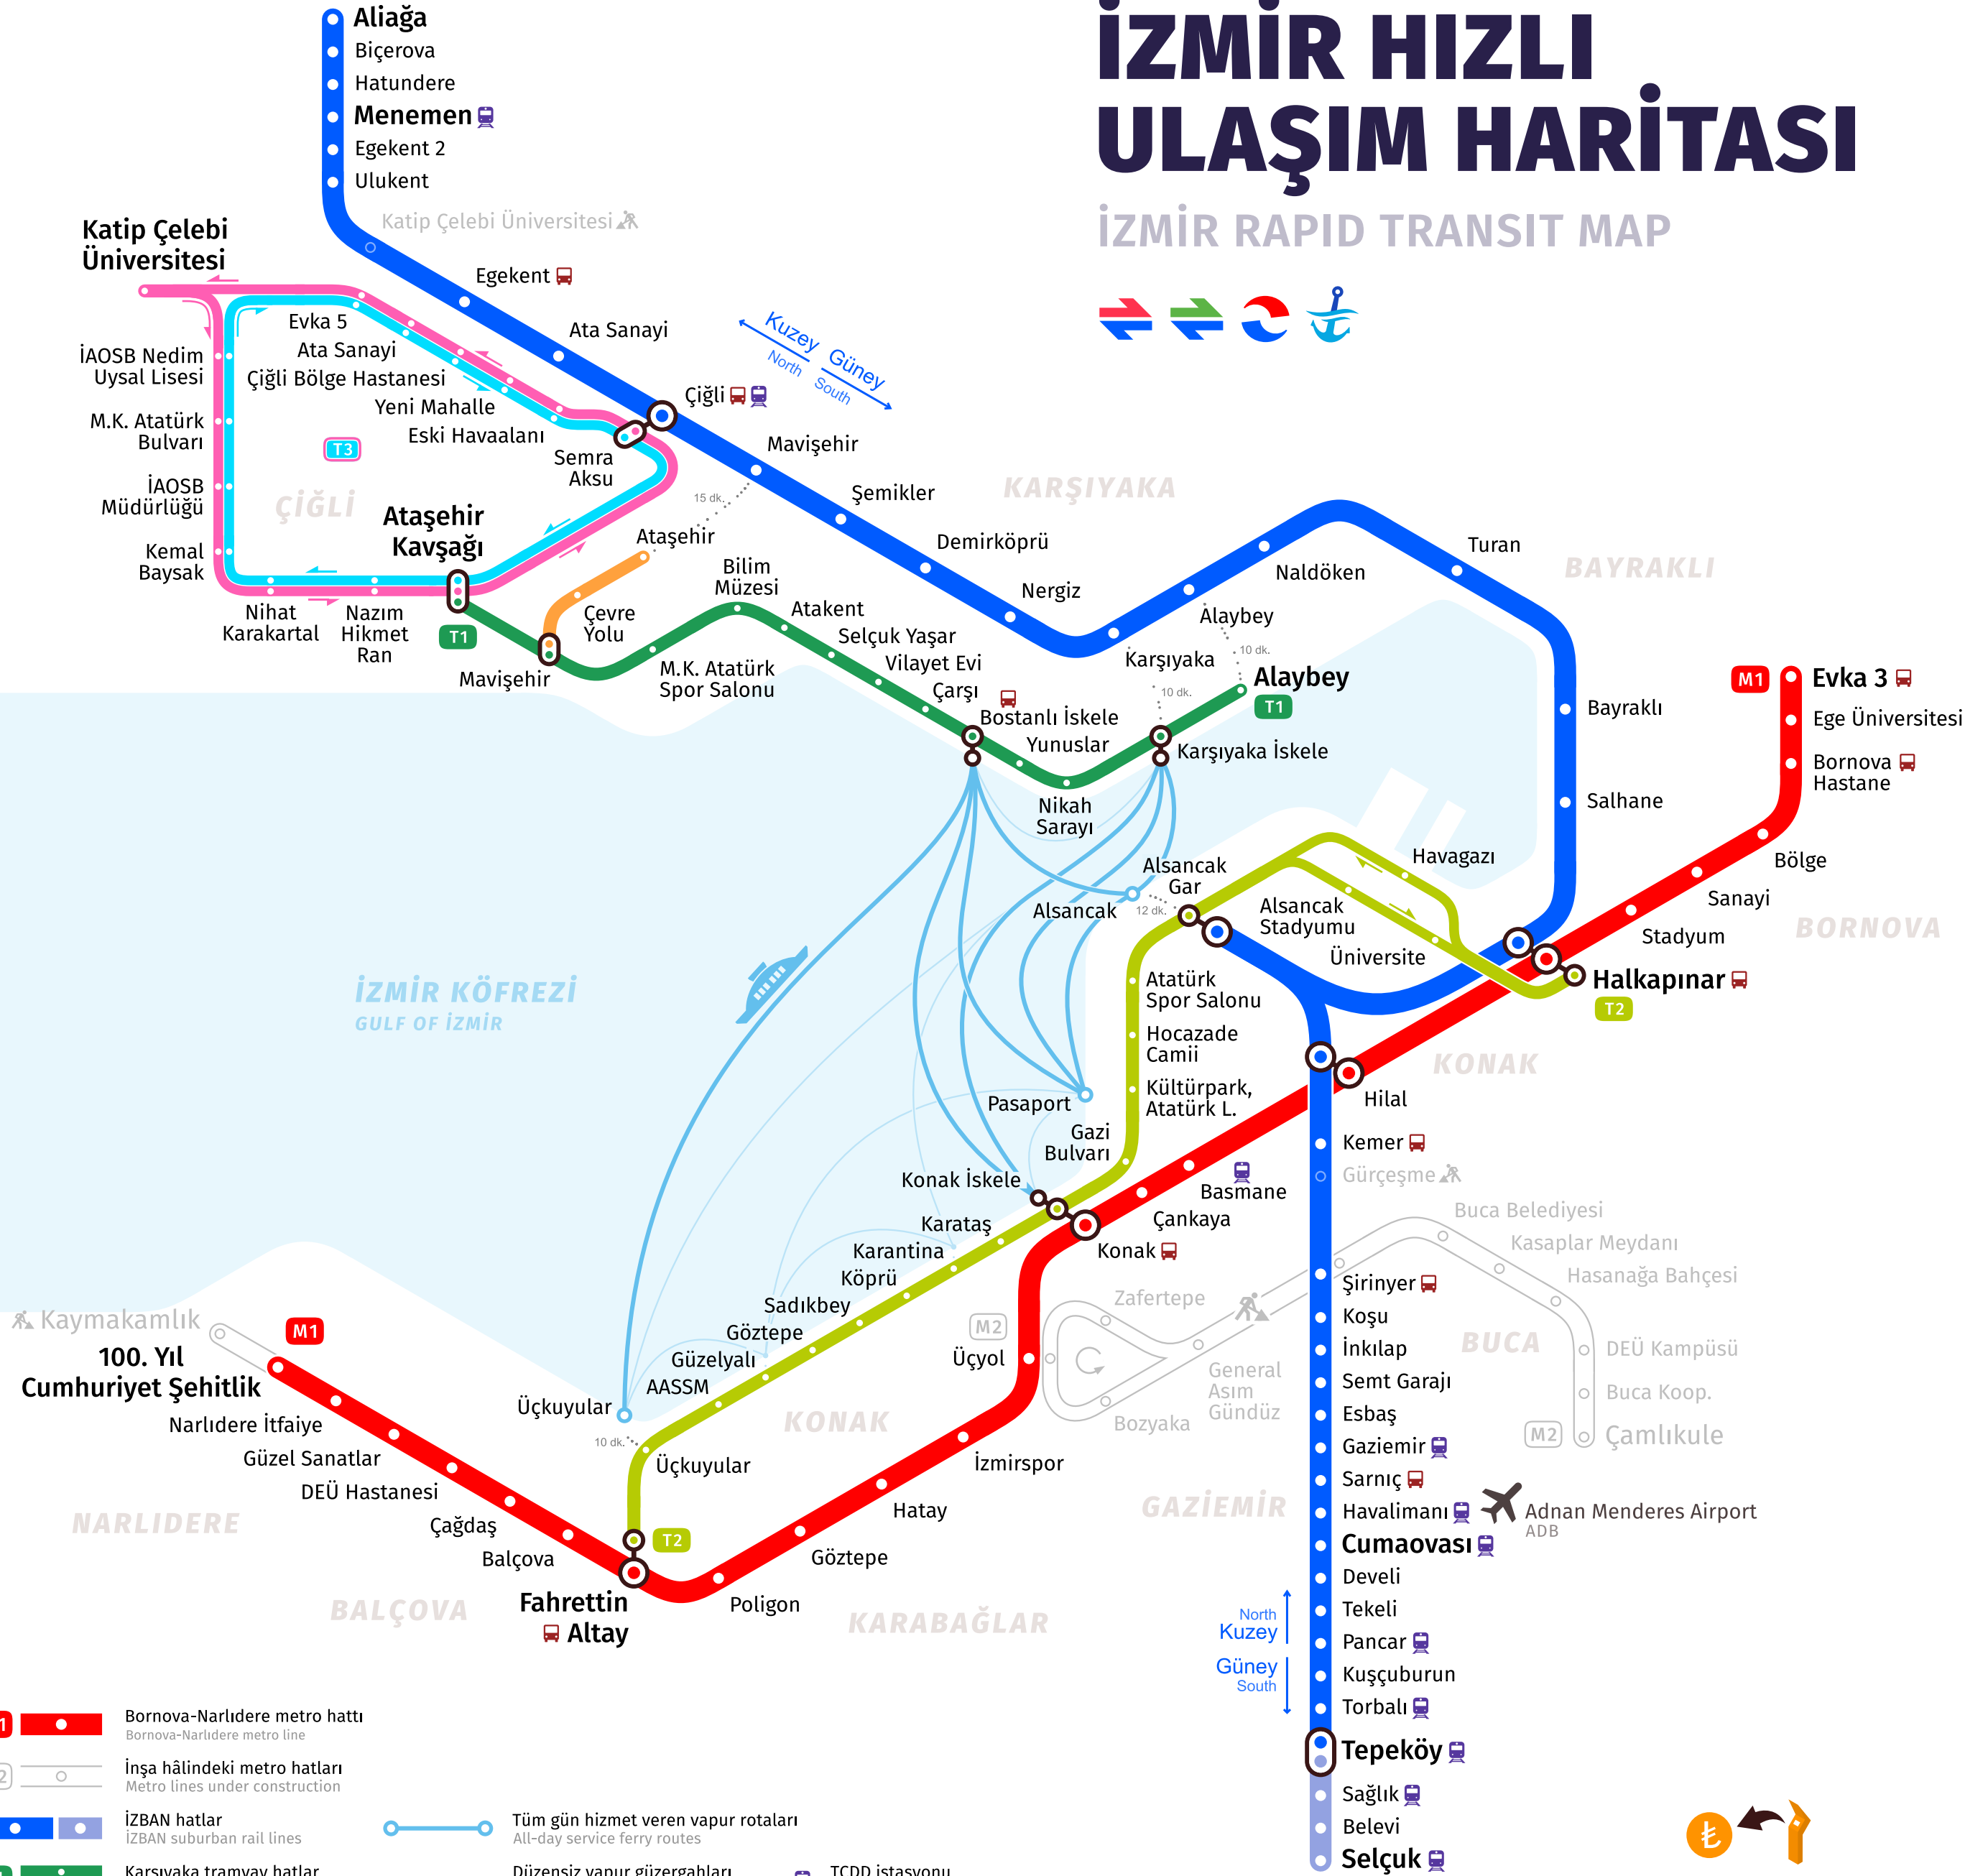 İZMİR HIZLI
ULAŞIM HARİTASI
İZMİR RAPID TRANSIT MAP
Aliağa
Biçerova
Hatundere
Menemen
Egekent 2
Ulukent
Katip Çelebi Üniversitesi
Egekent
Ata Sanayi
Çiğli
Mavişehir
Şemikler
Demirköprü
Nergiz
Karşıyaka
Alaybey
Naldöken
Turan
Bayraklı
Salhane
Kuzey
North
Güney
South
Katip Çelebi
Üniversitesi
Evka 5
Ata Sanayi
Çiğli Bölge Hastanesi
Yeni Mahalle
Eski Havaalanı
Semra
Aksu
İAOSB Nedim
Uysal Lisesi
M.K. Atatürk
Bulvarı
İAOSB
Müdürlüğü
Kemal
Baysak
Nihat
Karakartal
Nazım
Hikmet
Ran
T3
ÇİĞLİ
Ataşehir
Kavşağı
T1
15 dk.
Ataşehir
Çevre
Yolu
Mavişehir
M.K. Atatürk
Spor Salonu
Bilim
Müzesi
Atakent
Selçuk Yaşar
Vilayet Evi
Çarşı
Bostanlı İskele
Yunuslar
Nikah
Sarayı
Karşıyaka İskele
10 dk.
10 dk.
Alaybey
T1
KARŞIYAKA
BAYRAKLI
M1
Evka 3
Ege Üniversitesi
Bornova
Hastane
Bölge
Sanayi
Stadyum
BORNOVA
Halkapınar
T2
Havagazı
Alsancak
Gar
Alsancak
12 dk.
Alsancak
Stadyumu
Üniversite
Atatürk
Spor Salonu
Hocazade
Camii
Kültürpark,
Atatürk L.
Gazi
Bulvarı
Pasaport
İZMİR KÖFREZİ
GULF OF İZMİR
KONAK
Hilal
Basmane
Çankaya
Konak
Konak İskele
Karataş
Karantina
Köprü
Sadıkbey
Göztepe
Güzelyalı
AASSM
Üçkuyular
10 dk.
Üçkuyular
T2
Kemer
Gürçeşme
Şirinyer
Koşu
İnkılap
Semt Garajı
Esbaş
Gaziemir
Sarnıç
Havalimanı
Adnan Menderes Airport
ADB
Cumaovası
Develi
Tekeli
Pancar
Kuşçuburun
Torbalı
Tepeköy
Sağlık
Belevi
Selçuk
North
Kuzey
Güney
South
Buca Belediyesi
Kasaplar Meydanı
Hasanağa Bahçesi
DEÜ Kampüsü
Buca Koop.
M2
Çamlıkule
BUCA
M2
Zafertepe
General
Asım
Gündüz
Bozyaka
Üçyol
İzmirspor
Hatay
Göztepe
Poligon
Fahrettin
Altay
Balçova
Çağdaş
DEÜ Hastanesi
Güzel Sanatlar
Narlıdere İtfaiye
100. Yıl
Cumhuriyet Şehitlik
Kaymakamlık
M1
KONAK
GAZİEMİR
NARLIDERE
BALÇOVA
KARABAĞLAR
1
Bornova-Narlıdere metro hattı
Bornova-Narlıdere metro line
2
İnşa hâlindeki metro hatları
Metro lines under construction
İZBAN hatlar
İZBAN suburban rail lines
Karşıyaka tramvay hatlar
Tüm gün hizmet veren vapur rotaları
All-day service ferry routes
Düzensiz vapur güzergahları
TCDD istasyonu
₺